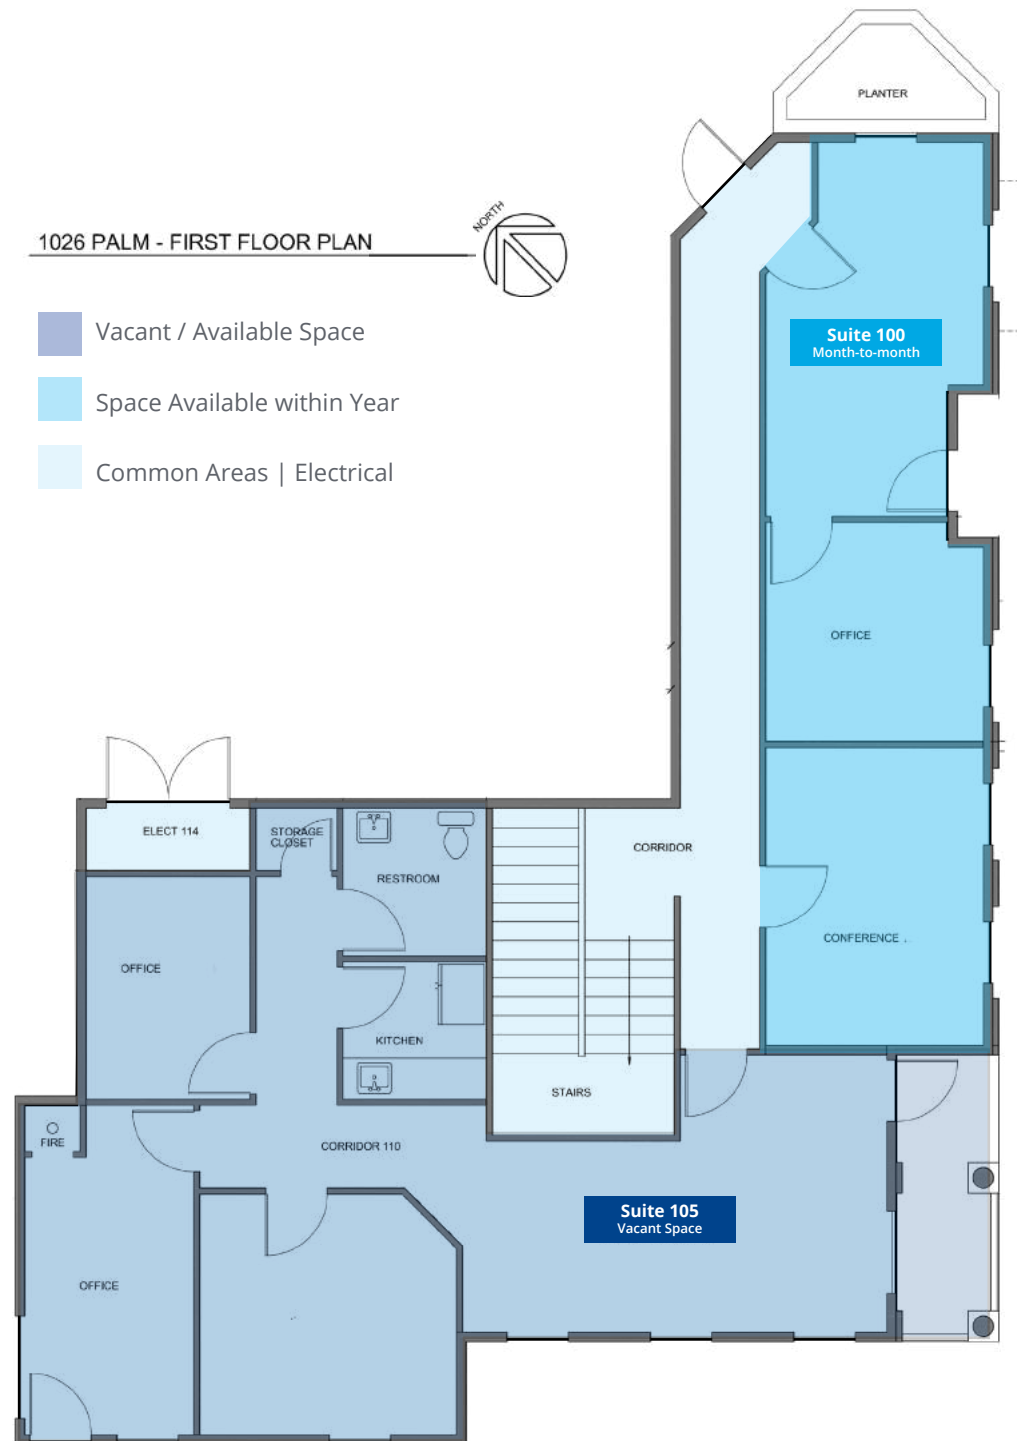 PLANTER
NORTH
1026 PALM - FIRST FLOOR PLAN
Vacant / Available Space
Space Available within Year
Common Areas | Electrical
Suite 100
Month-to-month
OFFICE
ELECT 114
STORAGE
CLOSET
RESTROOM
CORRIDOR
CONFERENCE
OFFICE
KITCHEN
STAIRS
FIRE
CORRIDOR 110
Suite 105
Vacant Space
OFFICE